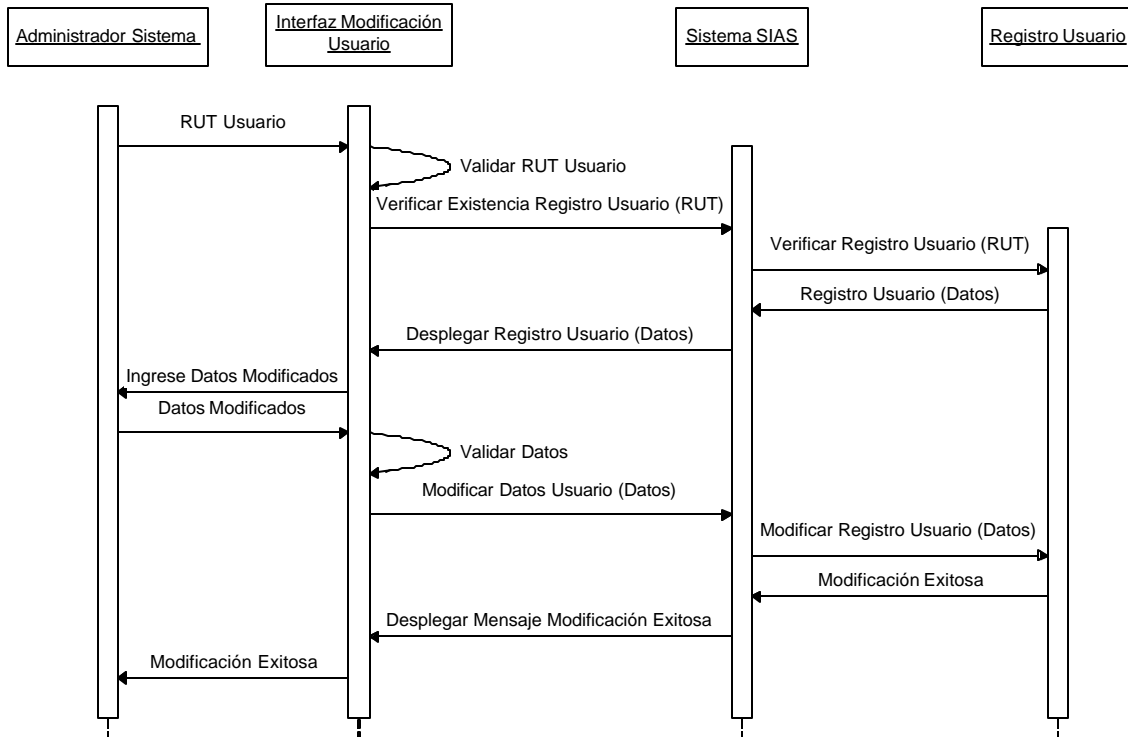 Administrador Sistema
Interfaz Modificación
Usuario
Sistema SIAS
Registro Usuario
RUT Usuario
Validar RUT Usuario
Verificar Existencia Registro Usuario (RUT)
Verificar Registro Usuario (RUT)
Registro Usuario (Datos)
Desplegar Registro Usuario (Datos)
Ingrese Datos Modificados
Datos Modificados
Validar Datos
Modificar Datos Usuario (Datos)
Modificar Registro Usuario (Datos)
Modificación Exitosa
Desplegar Mensaje Modificación Exitosa
Modificación Exitosa